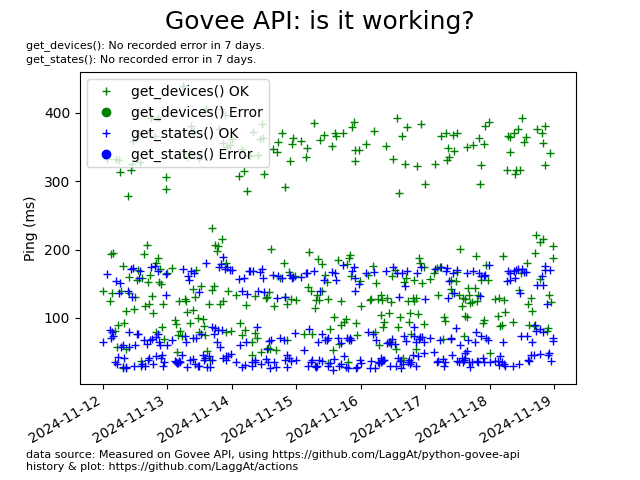 Govee API: is it working?
get_devices(): No recorded error in 7 days.
get_states(): No recorded error in 7 days.
get_devices() OK
get_devices() Error
get_states() OK
get_states() Error
Ping (ms)
400
300
200
100
2024-11-12
2024-11-13
2024-11-14
2024-11-15
2024-11-16
2024-11-17
2024-11-18
2024-11-19
data source: Measured on Govee API, using https://github.com/LaggAt/python-govee-api
history & plot: https://github.com/LaggAt/actions